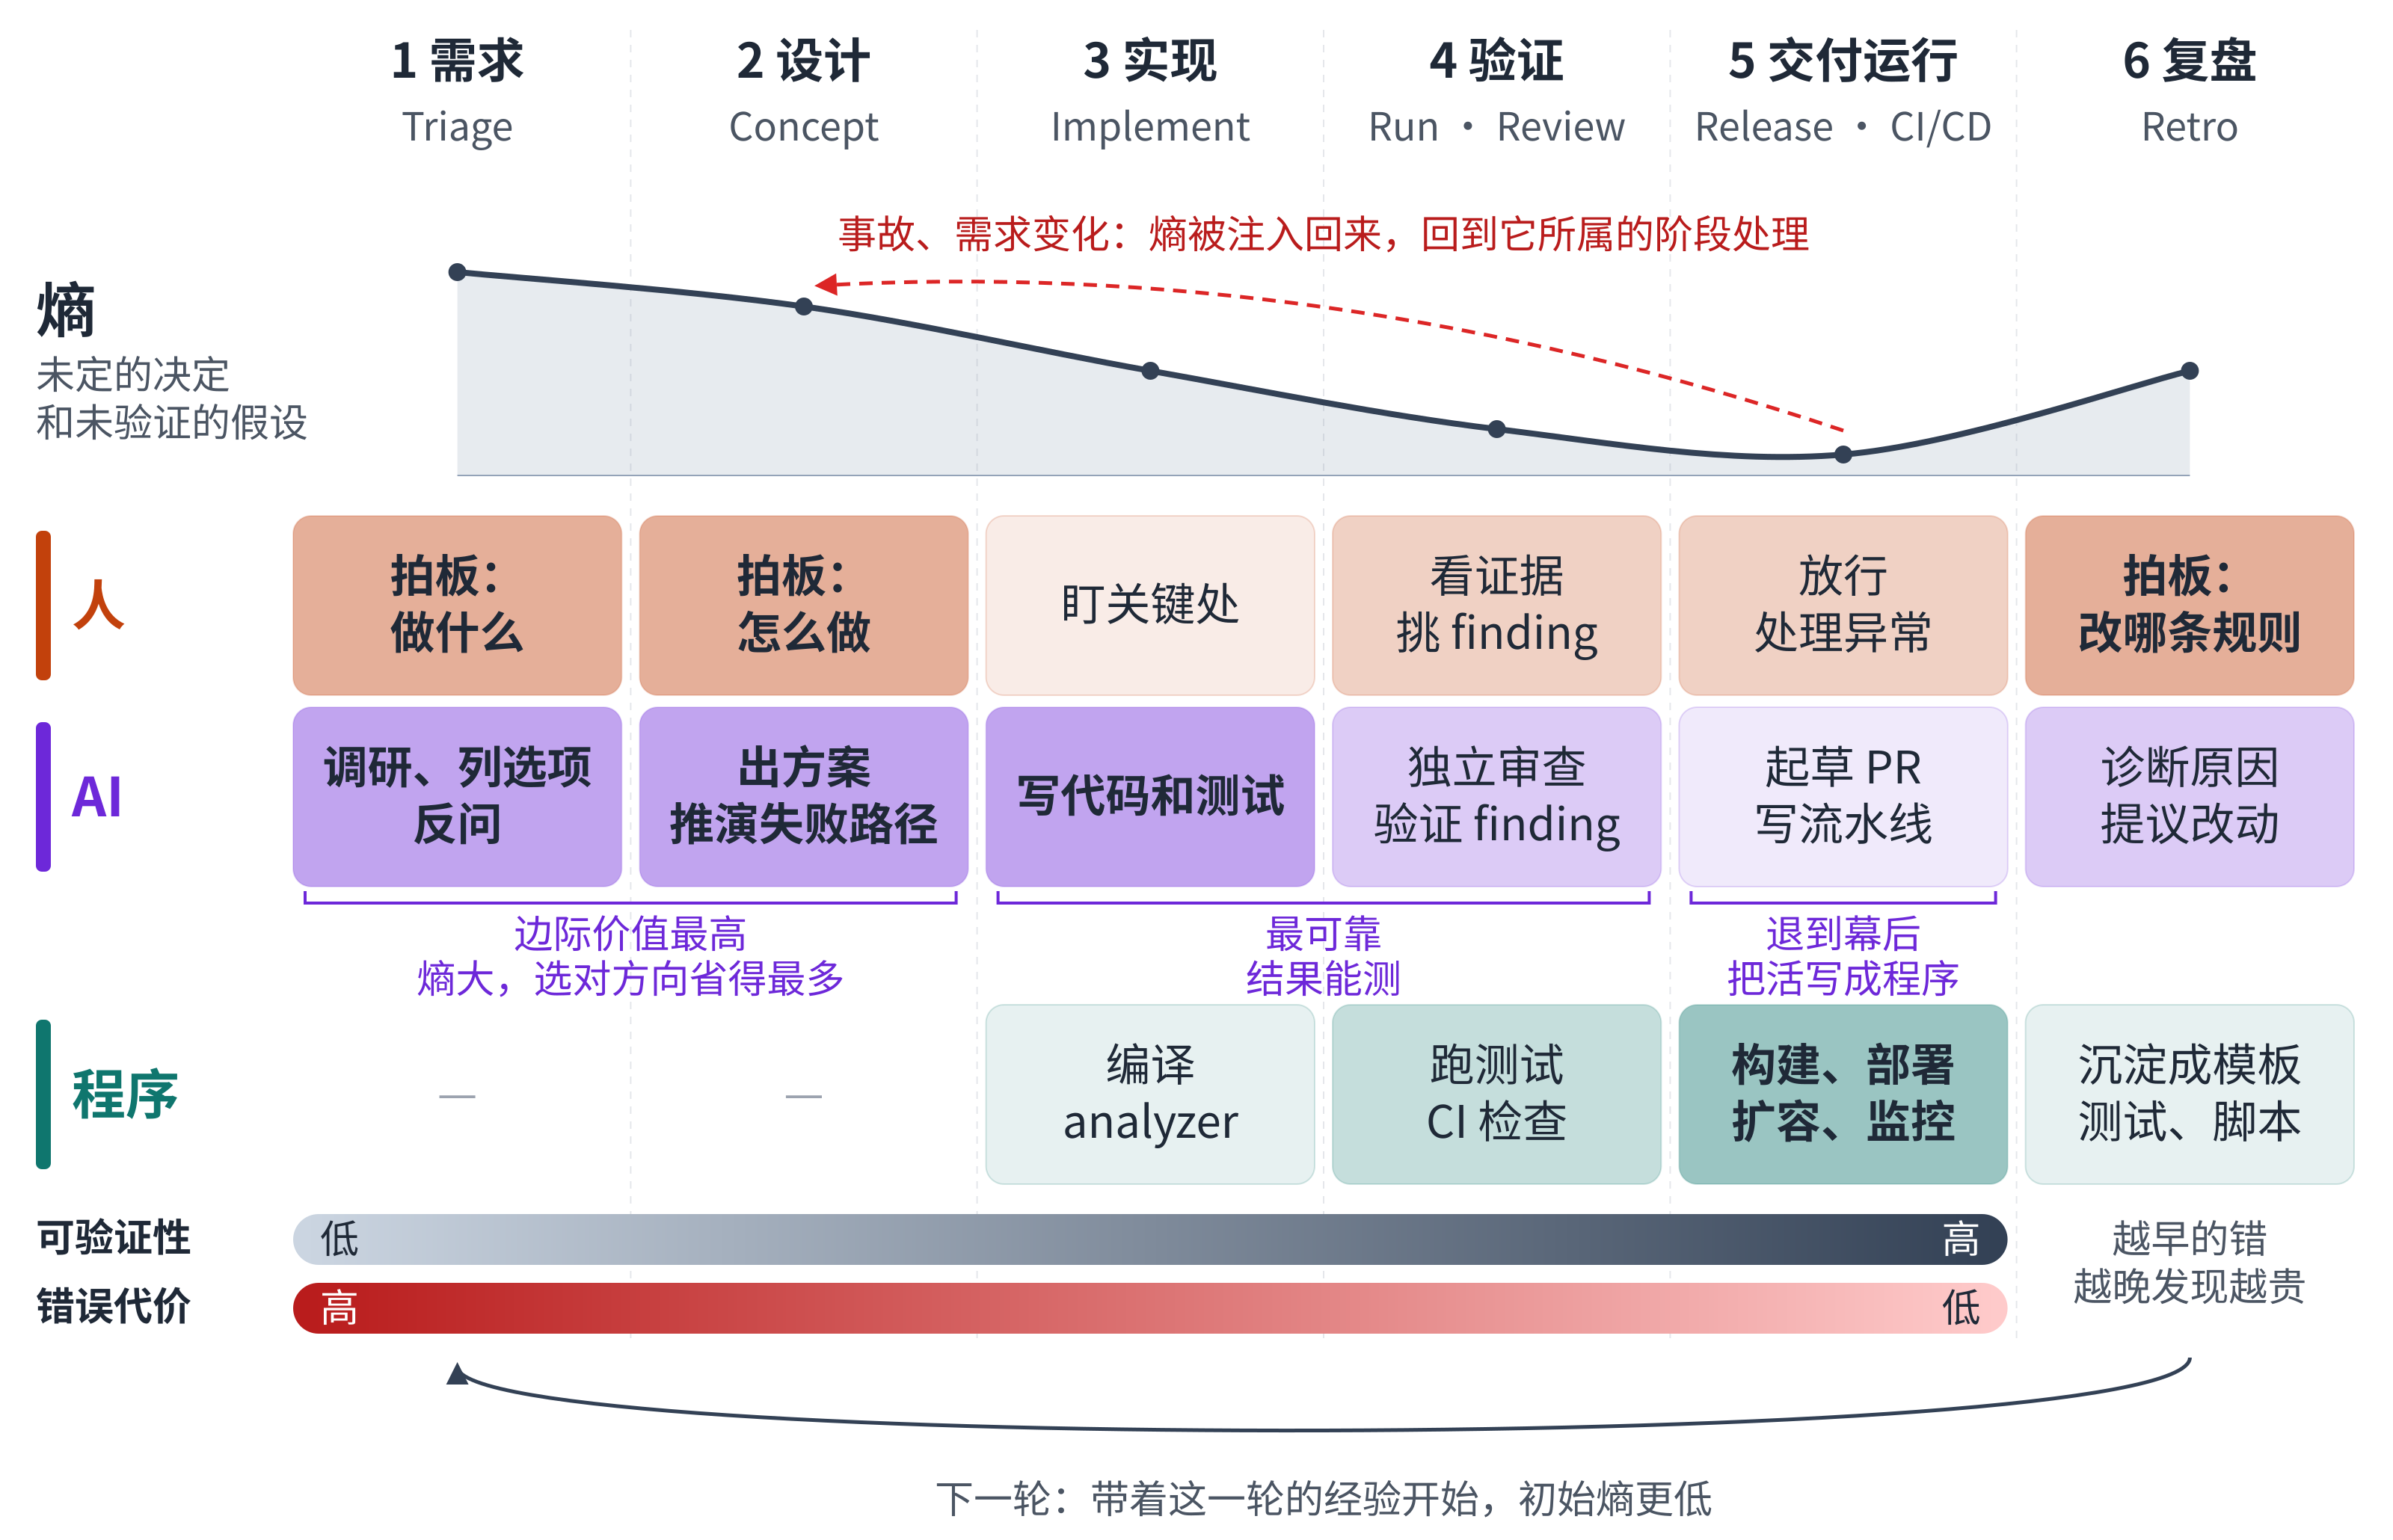 1 需求
Triage
2 设计
Concept
3 实现
Implement
4 验证
Run · Review
5 交付运行
Release · CI/CD
6 复盘
Retro
事故、需求变化：熵被注入回来，回到它所属的阶段处理
熵
未定的决定
和未验证的假设
人
拍板：
做什么
拍板：
怎么做
盯关键处
看证据
挑 finding
放行
处理异常
拍板：
改哪条规则
AI
调研、列选项
反问
出方案
推演失败路径
写代码和测试
独立审查
验证 finding
起草 PR
写流水线
诊断原因
提议改动
边际价值最高
熵大，选对方向省得最多
最可靠
结果能测
退到幕后
把活写成程序
程序
—
—
编译
analyzer
跑测试
CI 检查
构建、部署
扩容、监控
沉淀成模板
测试、脚本
可验证性
低
高
错误代价
高
低
越早的错
越晚发现越贵
下一轮：带着这一轮的经验开始，初始熵更低